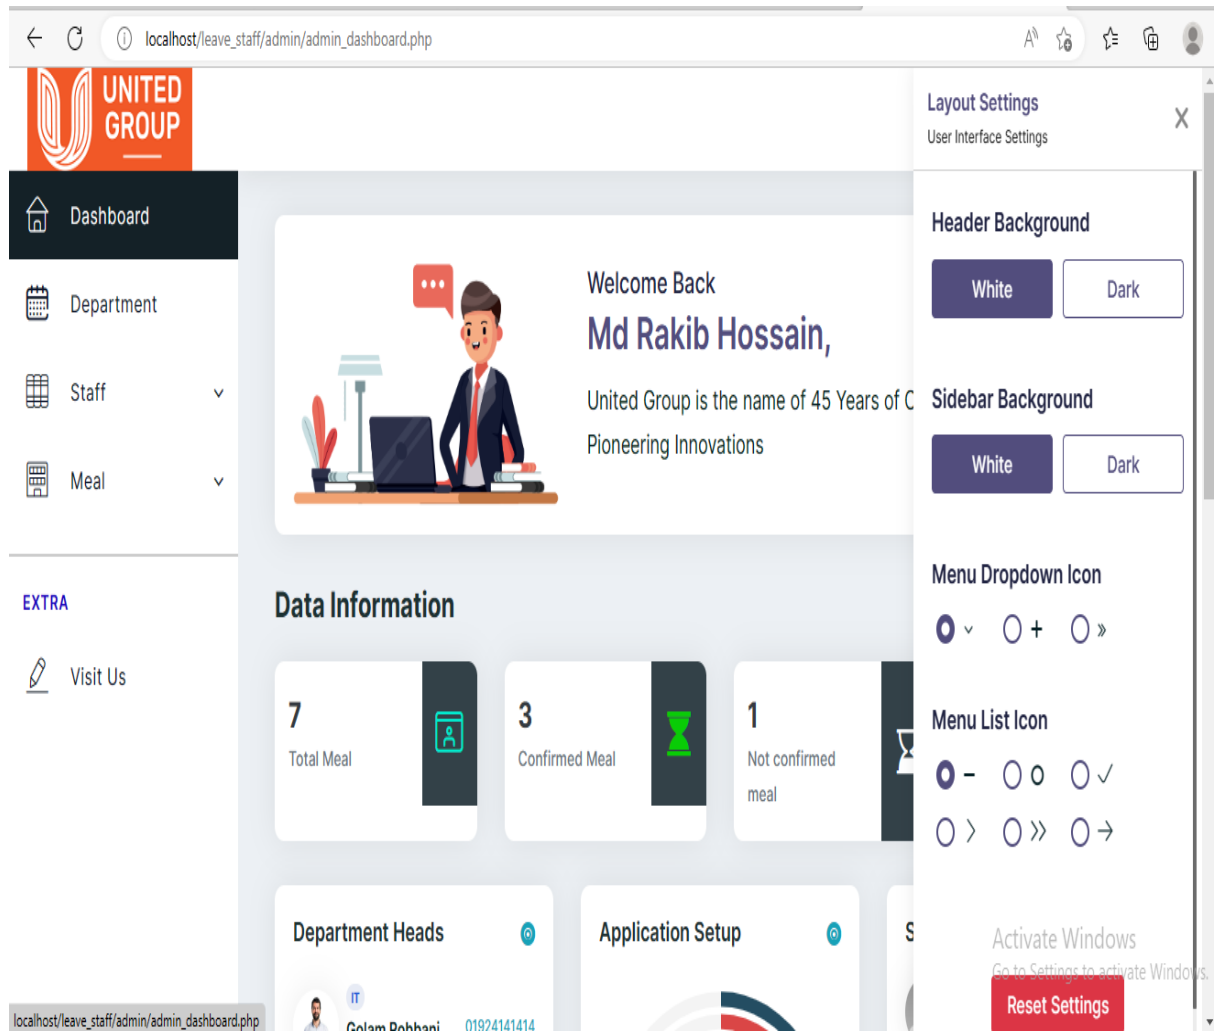 localhost/leave_staff/admin/admin_dashboard.php
UNITED
GROUP
Layout Settings
User Interface Settings
Dashboard
Department
Staff
Meal
EXTRA
Visit Us
Welcome Back
Md Rakib Hossain,
United Group is the name of 45 Years of
Pioneering Innovations
Data Information
7
Total Meal
3
Confirmed Meal
1
Not confirmed
meal
Department Heads
IT
Golam Robbani 01924141414
Application Setup
Header Background
White Dark
Sidebar Background
White Dark
Menu Dropdown Icon
Menu List Icon
Activate Windows
Go to Settings to activate Windows.
Reset Settings
localhost/leave_staff/admin/admin_dashboard.php